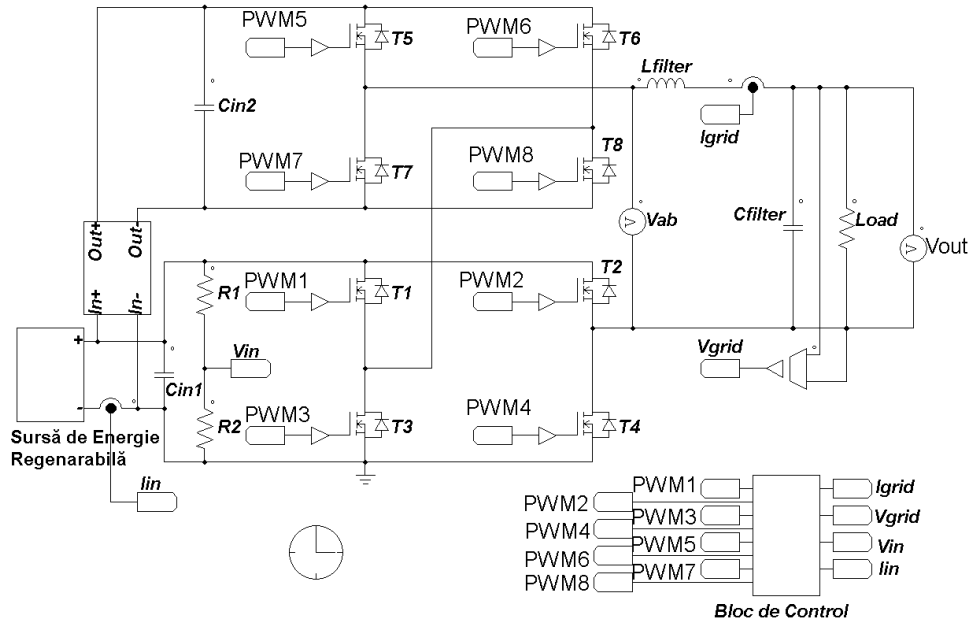 PWM5
T5
PWM6
T6
Cin2
PWM7
T7
PWM8
T8
Lfilter
Igrid
V
Vab
Cfilter
Load
V
Vout
Out+
Out-
In+
In-
+
-
Sursă de Energie
Regenarabilă
Iin
Cin1
R1
Vin
R2
PWM1
T1
PWM2
T2
PWM3
T3
PWM4
T4
Vgrid
PWM1
PWM2
PWM3
PWM4
PWM5
PWM6
PWM7
PWM8
Igrid
Vgrid
Vin
Iin
Bloc de Control